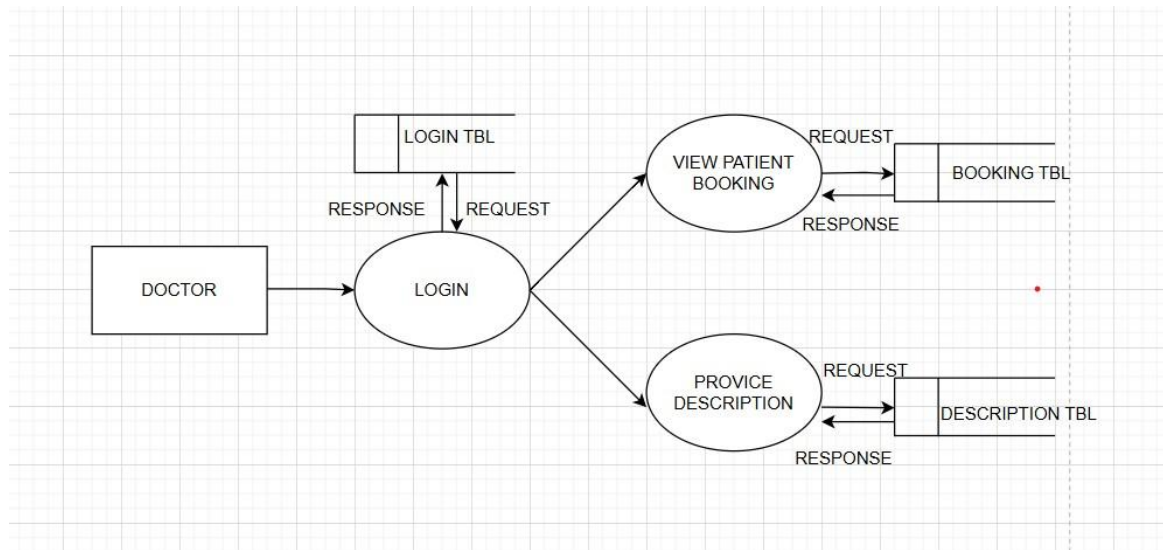 LOGIN TBL
RESPONSE
REQUEST
DOCTOR
LOGIN
VIEW PATIENT
BOOKING
REQUEST
BOOKING TBL
RESPONSE
PROVICE
DESCRIPTION
REQUEST
DESCRIPTION TBL
RESPONSE